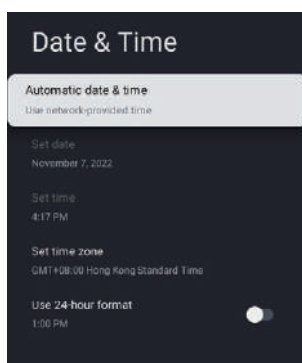 Date & Time
Automatic date & time
Use network-provided time
Set date
November 7, 2022
Set time
4:17 PM
Set time zone
GMT+08:00 Hong Kong Standard Time
Use 24-hour format
1:00 PM